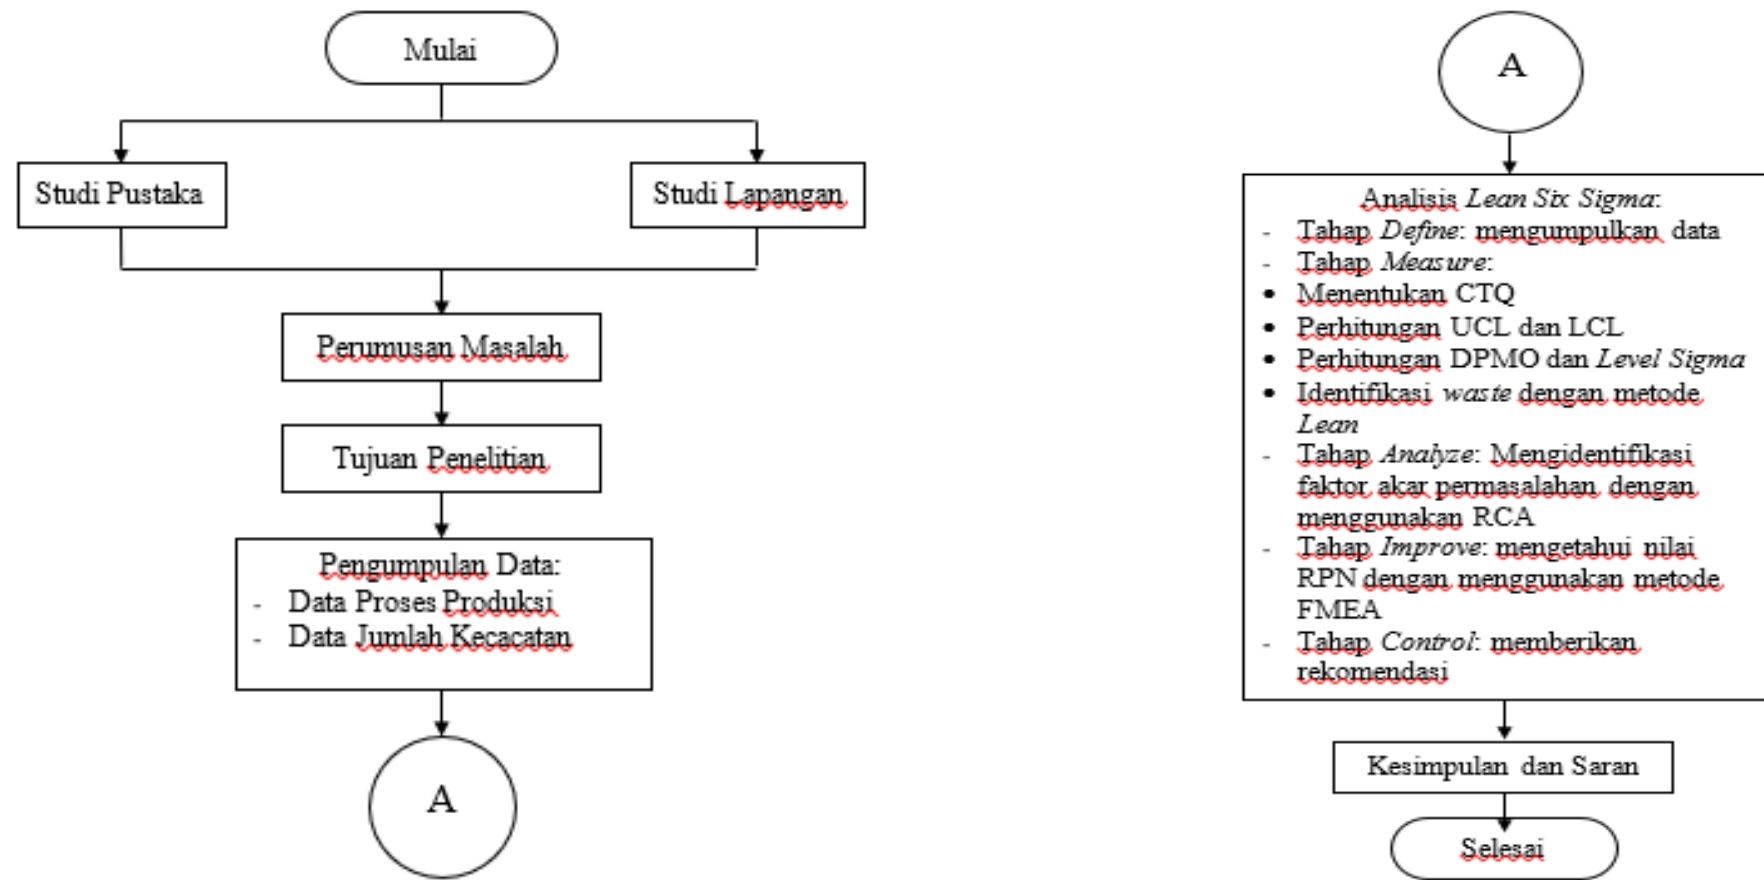 Mulai
Studi Pustaka
Studi Lapangan
Perumusan Masalah
Tujuan Penelitian
Pengumpulan Data:
- Data Proses Produksi
- Data Jumlah Kecacatan
A
A
Analisis Lean Six Sigma:
- Tahap Define: mengumpulkan data
- Tahap Measure:
• Menentukan CTQ
• Perhitungan UCL dan LCL
• Perhitungan DPMO dan Level Sigma
• Identifikasi waste dengan metode
Lean
- Tahap Analyze: Mengidentifikasi
faktor akar permasalahan dengan
menggunakan RCA
- Tahap Improve: mengetahui nilai
RPN dengan menggunakan metode
FMEA
- Tahap Control: memberikan
rekomendasi
Kesimpulan dan Saran
Selesai